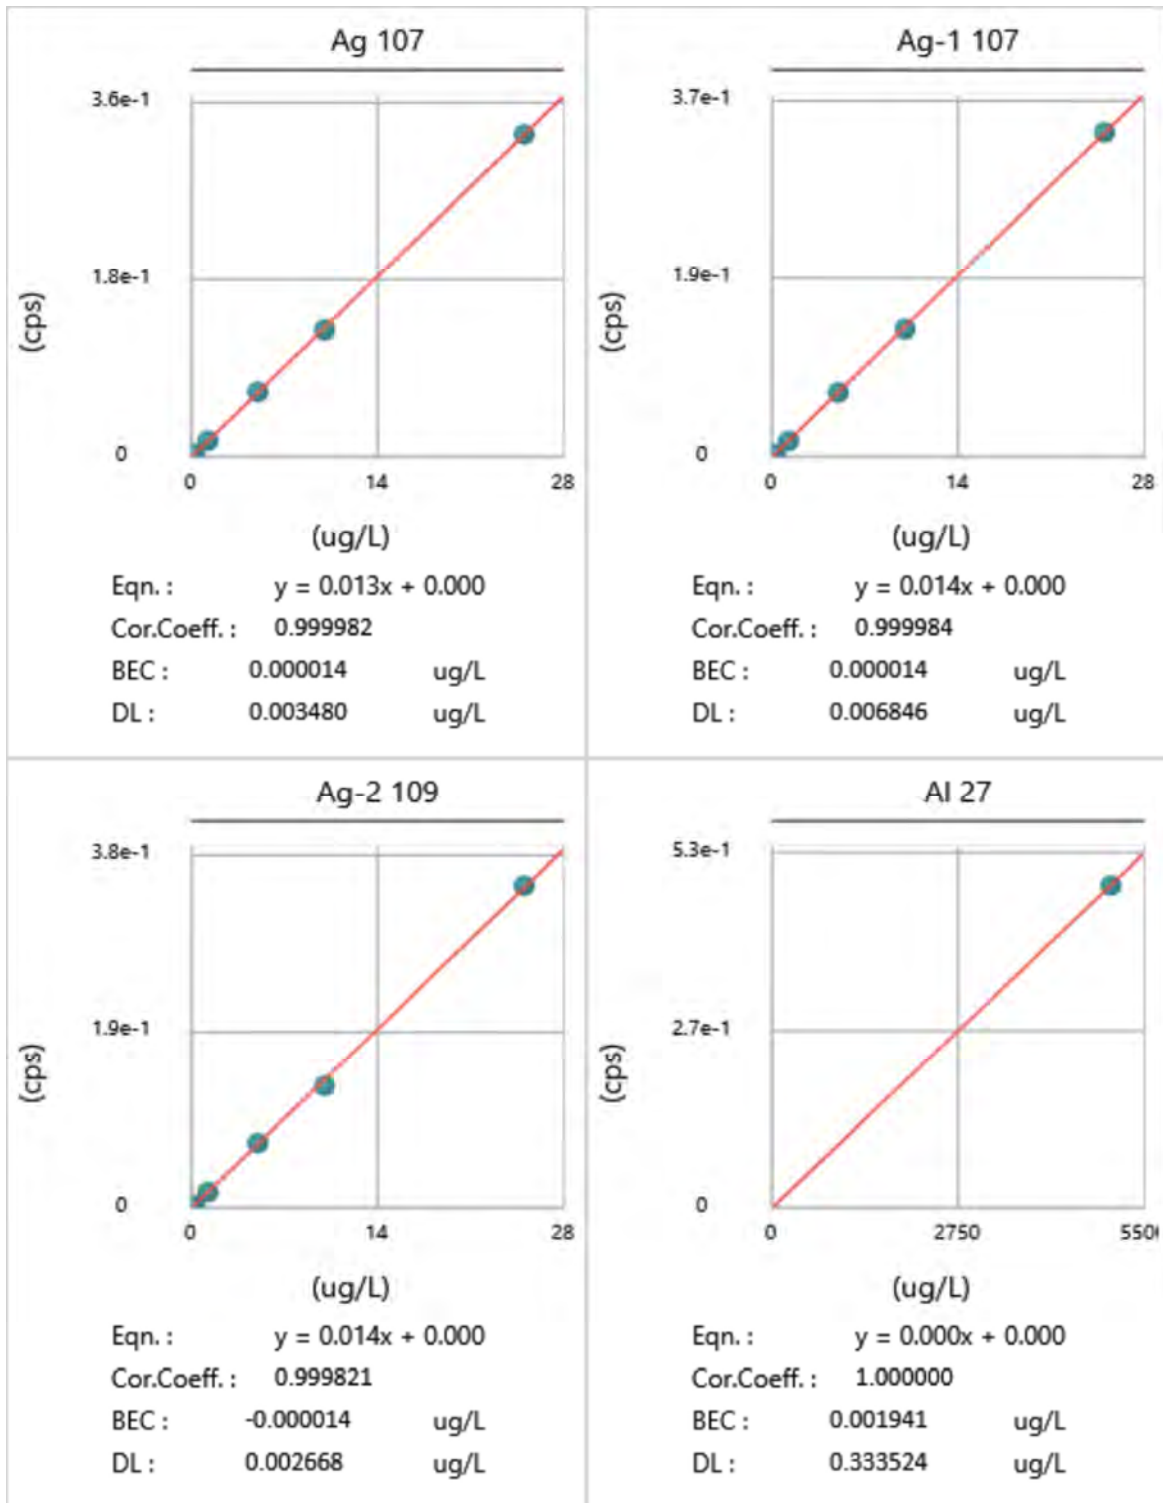 Ag 107
3.6e-1
1.8e-1
0
(cps)
0 14 28
(ug/L)
Eqn. : y = 0.013x + 0.000
Cor.Coeff. : 0.999982
BEC : 0.000014 ug/L
DL : 0.003480 ug/L
Ag-1 107
3.7e-1
1.9e-1
0
(cps)
0 14 28
(ug/L)
Eqn. : y = 0.014x + 0.000
Cor.Coeff. : 0.999984
BEC : 0.000014 ug/L
DL : 0.006846 ug/L
Ag-2 109
3.8e-1
1.9e-1
0
(cps)
0 14 28
(ug/L)
Eqn. : y = 0.014x + 0.000
Cor.Coeff. : 0.999821
BEC : -0.000014 ug/L
DL : 0.002668 ug/L
Al 27
5.3e-1
2.7e-1
0
(cps)
0 2750
(ug/L)
Eqn. : y = 0.000x + 0.000
Cor.Coeff. : 1.000000
BEC : 0.001941 ug/L
DL : 0.333524 ug/L